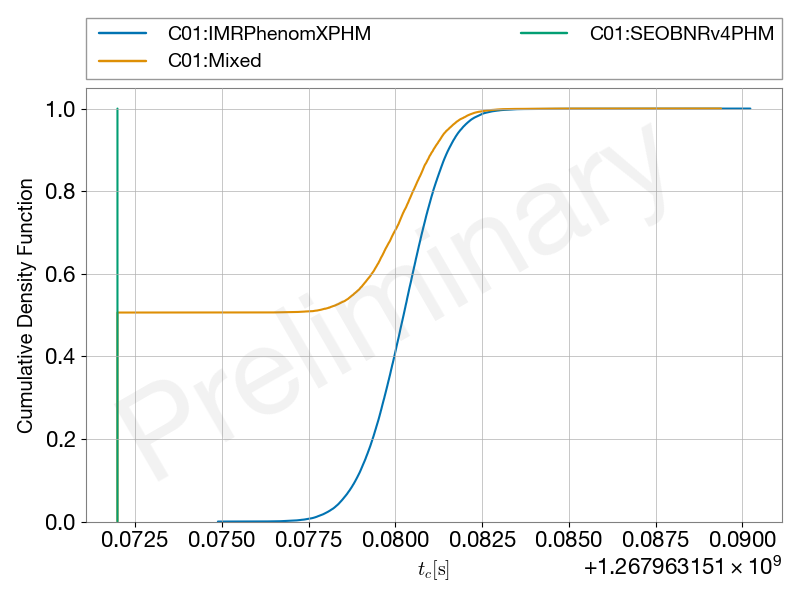 C01:IMRPhenomXPHM C01:SEOBNRv4PHM
C01:Mixed
Preliminary
Cumulative Density Function
1.0
0.8
0.6
0.4
0.2
0.0
0.0725 0.0750 0.0775 0.0800 0.0825 0.0850 0.0875 0.0900
t_c[s]
+1.267963151 × 10⁹